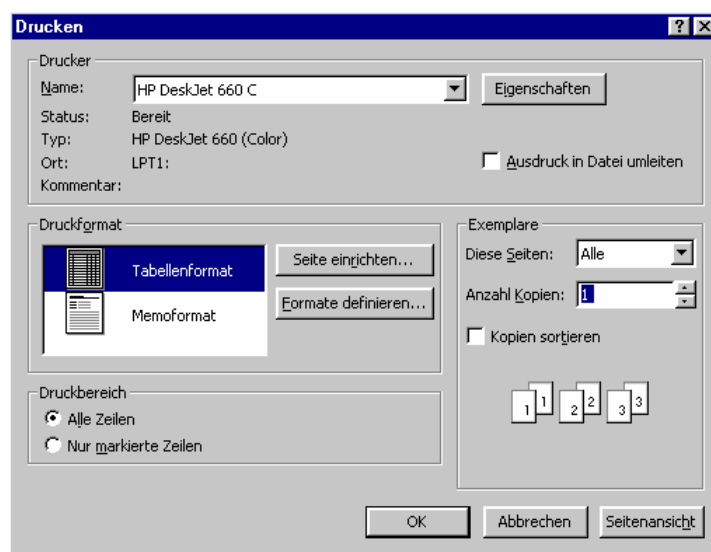 Drucken
Drucker
Name: HP DeskJet 660 C Eigenschaften
Status: Bereit
Typ: HP DeskJet 660 (Color)
Ort: LPT1: Ausdruck in Datei umleiten
Kommentar:
Druckformat
Tabellenformat
Memoformat
Seite einrichten...
Formate definieren...
Exemplare
Diese Seiten: Alle
Anzahl Kopien: 1
Kopien sortieren
1 1 2 2 3 3
Druckbereich
Alle Zeilen
Nur markierte Zeilen
OK Abbrechen Seitenansicht